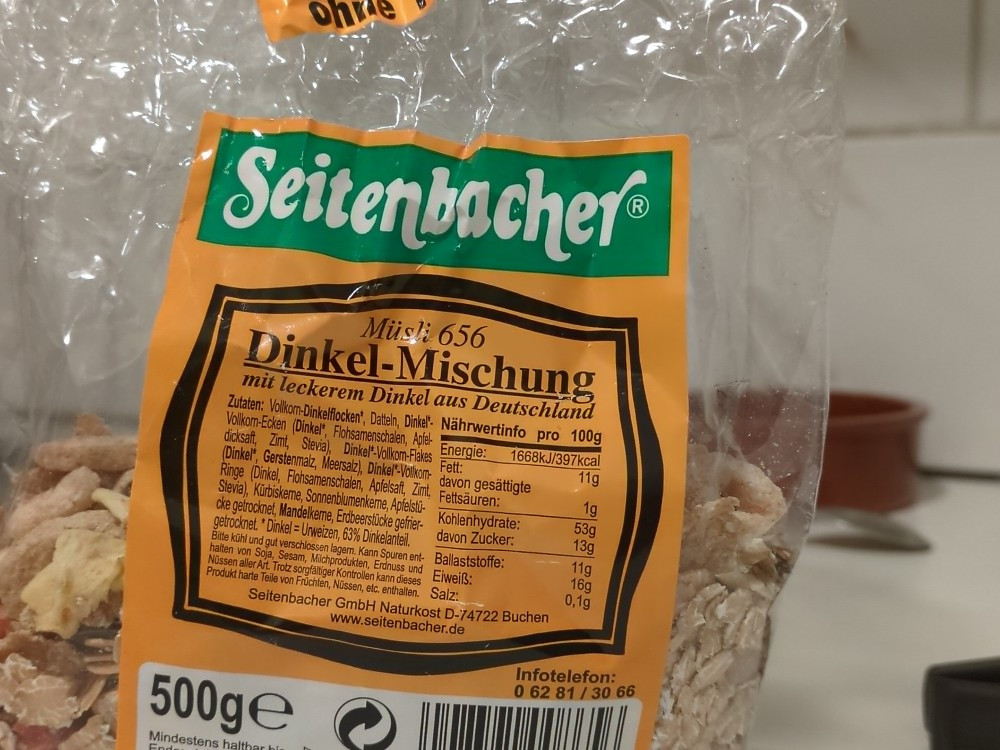 ohne
Seitenbacher®
Müsli 656
Dinkel-Mischung
mit leckerem Dinkel aus Deutschland
Zutaten: Vollkorn-Dinkelflocken*, Datteln, Dinkel*-
Vollkorn-Ecken (Dinkel*, Flohsamenschalen, Apfel-
dicksaft, Zimt, Stevia), Dinkel*-Vollkorn-Flakes
(Dinkel*, Gerstenmalz, Meersalz), Dinkel*-Vollkorn-
Ringe (Dinkel, Flohsamenschalen, Apfelsaft, Zimt,
Stevia), Kürbiskerne, Sonnenblumenkerne, Apfelstü-
cke getrocknet, Mandelkerne, Erdbeerstücke gefrier-
getrocknet. * Dinkel = Urweizen, 63% Dinkelanteil.
Bitte kühl und gut verschlossen lagern. Kann Spuren ent-
halten von Soja, Sesam, Milchprodukten, Erdnuss und
Nüssen aller Art. Trotz sorgfältiger Kontrollen kann dieses
Produkt harte Teile von Früchten, Nüssen, etc. enthalten.
Nährwertinfo pro 100g
Energie: 1668kJ/397kcal
Fett: 11g
davon gesättigte
Fettsäuren: 1g
Kohlenhydrate: 53g
davon Zucker: 13g
Ballaststoffe: 11g
Eiweiß: 16g
Salz: 0,1g
Seitenbacher GmbH Naturkost D-74722 Buchen
www.seitenbacher.de
Infotelefon:
0 62 81 / 30 66
500g e
Mindestens haltbar